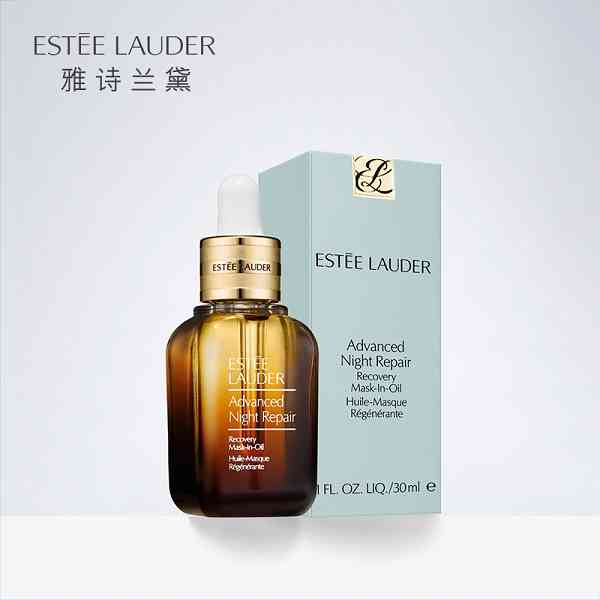 ESTĒE LAUDER
雅诗兰黛
ESTĒE LAUDER
ESTĒE
LAUDER
Advanced
Night Repair
Recovery
Mask-In-Oil
Huile-Masque
Régénérante
EL
ESTĒE LAUDER
Advanced
Night Repair
Recovery
Mask-In-Oil
Huile-Masque
Régénérante
1 FL. OZ. LIQ./30ml ℮